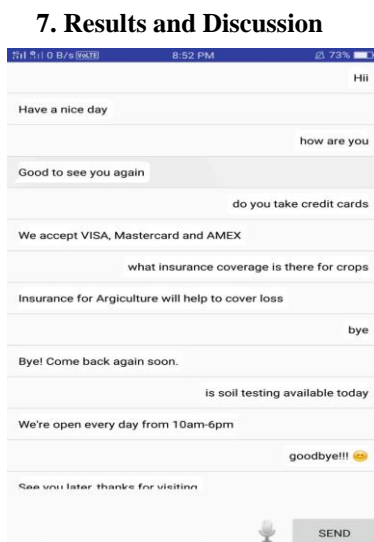 7. Results and Discussion
0 B/s VoLTE 8:52 PM 73%
Hii
Have a nice day
how are you
Good to see you again
do you take credit cards
We accept VISA, Mastercard and AMEX
what insurance coverage is there for crops
Insurance for Argiculture will help to cover loss
bye
Bye! Come back again soon.
is soil testing available today
We're open every day from 10am-6pm
goodbye!!! 😊
See you later, thanks for visiting
SEND